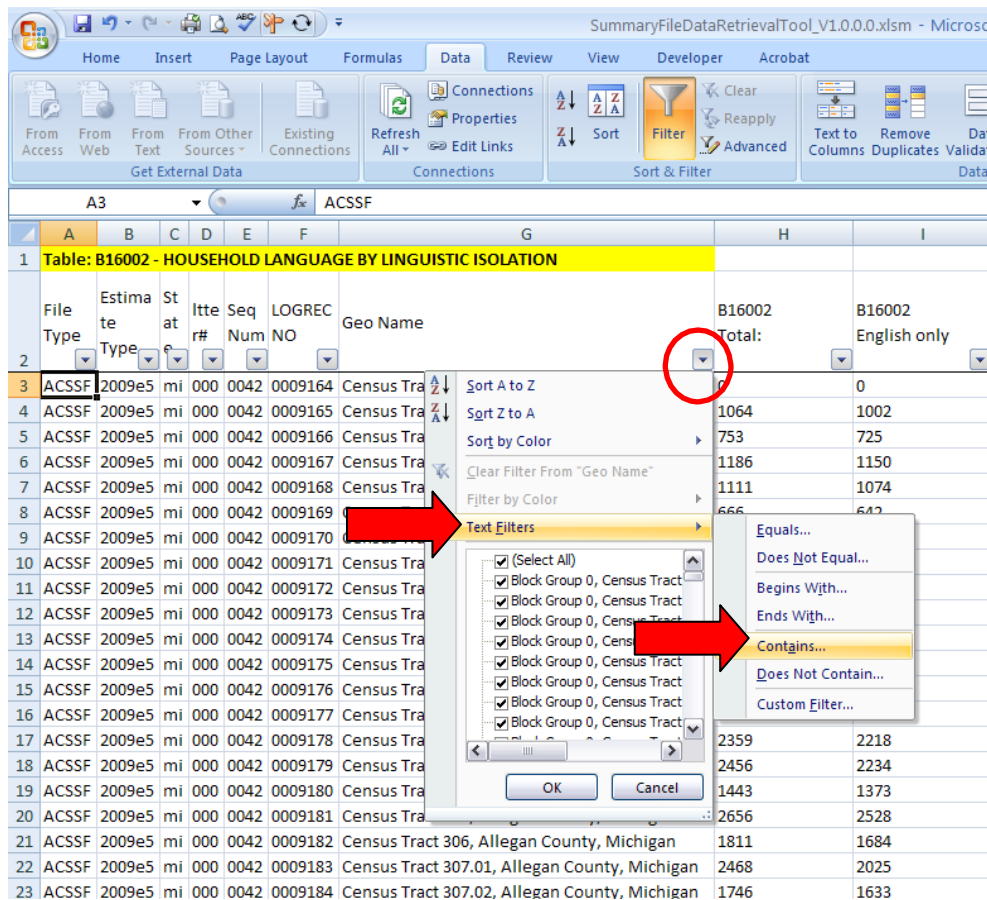 SummaryFileDataRetrievalTool_V1.0.0.0.xlsm - Microso
Home Insert Page Layout Formulas Data Review View Developer Acrobat
From Access From Web From Text From Other Sources Existing Connections
Get External Data
Refresh All Connections Properties Edit Links
Connections
Sort Filter Clear Reapply Advanced
Sort & Filter
Text to Columns Remove Duplicates Da Valida
Data
A3 fx ACSSF
A B C D E F G H I
1 Table: B16002 - HOUSEHOLD LANGUAGE BY LINGUISTIC ISOLATION
2 File Type Estima te Type St at e Itte r# Seq Num LOGREC NO Geo Name B16002 Total: B16002 English only
3 ACSSF 2009e5 mi 000 0042 0009164 Census Tra 0 0
4 ACSSF 2009e5 mi 000 0042 0009165 Census Tra 1064 1002
5 ACSSF 2009e5 mi 000 0042 0009166 Census Tra 753 725
6 ACSSF 2009e5 mi 000 0042 0009167 Census Tra 1186 1150
7 ACSSF 2009e5 mi 000 0042 0009168 Census Tra 1111 1074
8 ACSSF 2009e5 mi 000 0042 0009169 666 642
9 ACSSF 2009e5 mi 000 0042 0009170
10 ACSSF 2009e5 mi 000 0042 0009171 Census Tra
11 ACSSF 2009e5 mi 000 0042 0009172 Census Tra
12 ACSSF 2009e5 mi 000 0042 0009173 Census Tra
13 ACSSF 2009e5 mi 000 0042 0009174 Census Tra
14 ACSSF 2009e5 mi 000 0042 0009175 Census Tra
15 ACSSF 2009e5 mi 000 0042 0009176 Census Tra
16 ACSSF 2009e5 mi 000 0042 0009177 Census Tra
17 ACSSF 2009e5 mi 000 0042 0009178 Census Tra 2359 2218
18 ACSSF 2009e5 mi 000 0042 0009179 Census Tra 2456 2234
19 ACSSF 2009e5 mi 000 0042 0009180 Census Tra 1443 1373
20 ACSSF 2009e5 mi 000 0042 0009181 Census Tra 2656 2528
21 ACSSF 2009e5 mi 000 0042 0009182 Census Tract 306, Allegan County, Michigan 1811 1684
22 ACSSF 2009e5 mi 000 0042 0009183 Census Tract 307.01, Allegan County, Michigan 2468 2025
23 ACSSF 2009e5 mi 000 0042 0009184 Census Tract 307.02, Allegan County, Michigan 1746 1633
Sort A to Z
Sort Z to A
Sort by Color
Clear Filter From "Geo Name"
Filter by Color
Text Filters
(Select All)
Block Group 0, Census Tract
Block Group 0, Census Tract
Block Group 0, Census Tract
Block Group 0, Cens
Block Group 0, Census Tract
Block Group 0, Census Tract
Block Group 0, Census Tract
Block Group 0, Census Tract
OK Cancel
Equals...
Does Not Equal...
Begins With...
Ends With...
Contains...
Does Not Contain...
Custom Filter...